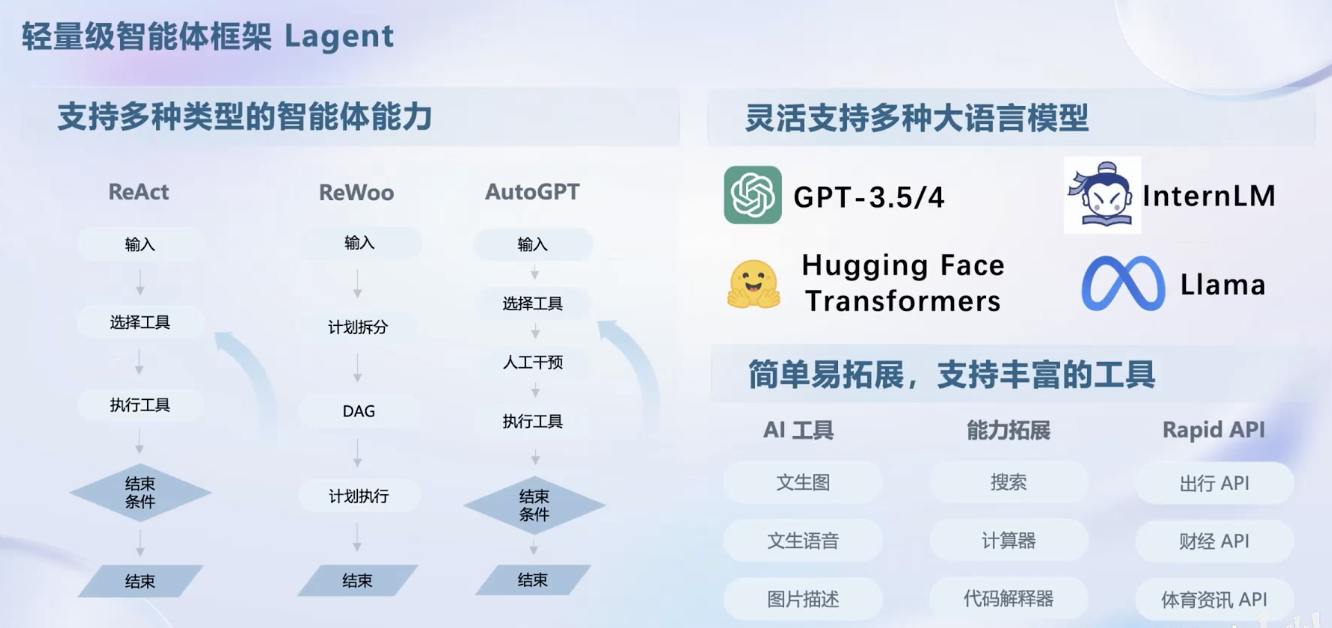 轻量级智能体框架 Lagent
支持多种类型的智能体能力
ReAct
输入
选择工具
执行工具
结束
条件
结束
ReWoo
输入
计划拆分
DAG
计划执行
结束
AutoGPT
输入
选择工具
人工干预
执行工具
结束
条件
结束
灵活支持多种大语言模型
GPT-3.5/4
InternLM
Hugging Face
Transformers
Llama
简单易拓展，支持丰富的工具
AI 工具
文生图
文生语音
图片描述
能力拓展
搜索
计算器
代码解释器
Rapid API
出行 API
财经 API
体育资讯 API